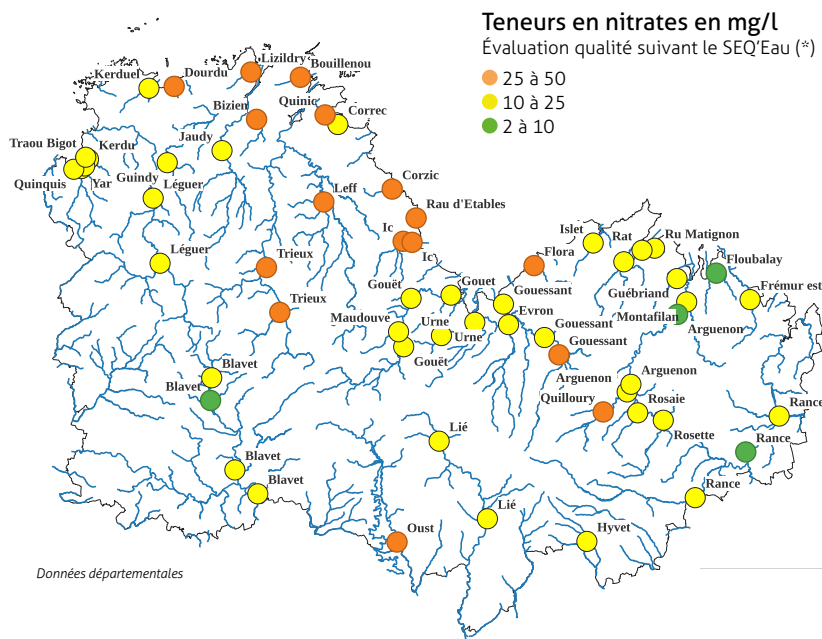 Teneurs en nitrates en mg/l
Évaluation qualité suivant le SEQ'Eau (*)
25 à 50
10 à 25
2 à 10
Kerduel
Dourdu
Lizildry
Bouillenou
Bizien
Quinic
Correc
Traou Bigot
Kerdu
Jaudy
Quinquis
Yar
Guindy
Léguer
Leff
Corzic
Rau d'Etables
Ic
Ic
Islet
Rat
Ru Matignon
Flora
Floubalay
Léguer
Trieux
Gouët
Gouet
Gouessant
Guébriand
Frémur est
Trieux
Maudouve
Urne
Evron
Montafilan
Urne
Gouessant
Arguenon
Gouët
Gouessant
Blavet
Blavet
Arguenon
Arguenon
Quilloury
Rosaie
Rance
Lié
Rosette
Rance
Blavet
Blavet
Rance
Lié
Oust
Hyvet
Données départementales